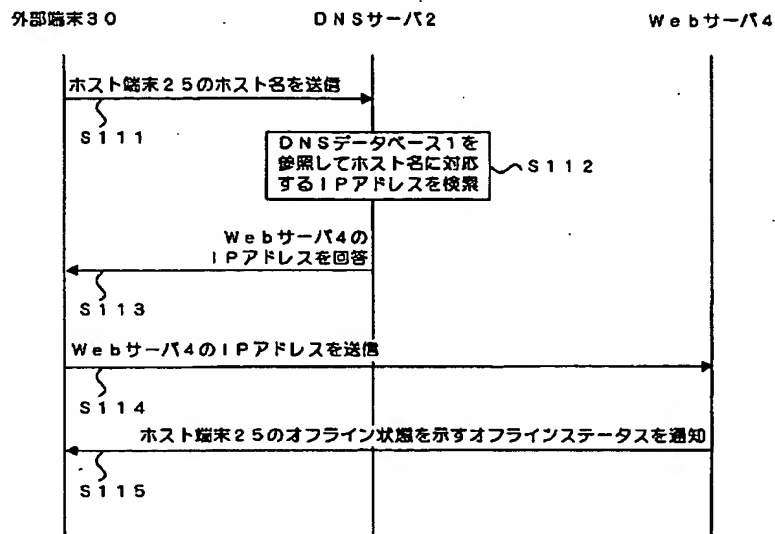 外部端末30
DNSサーバ2
Webサーバ4
ホスト端末25のホスト名を送信
S111
DNSデータベース1を
参照してホスト名に対応
するIPアドレスを検索
S112
Webサーバ4の
IPアドレスを回答
S113
Webサーバ4のIPアドレスを送信
S114
ホスト端末25のオフライン状態を示すオフラインステータスを通知
S115